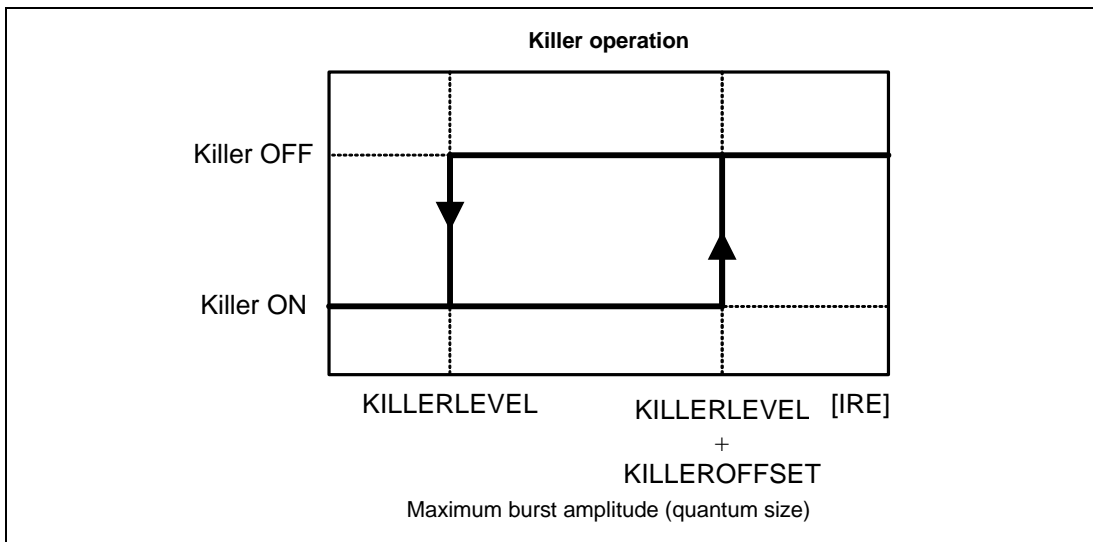 Killer operation
Killer OFF
Killer ON
KILLERLEVEL
KILLERLEVEL
+
KILLEROFFSET
[IRE]
Maximum burst amplitude (quantum size)